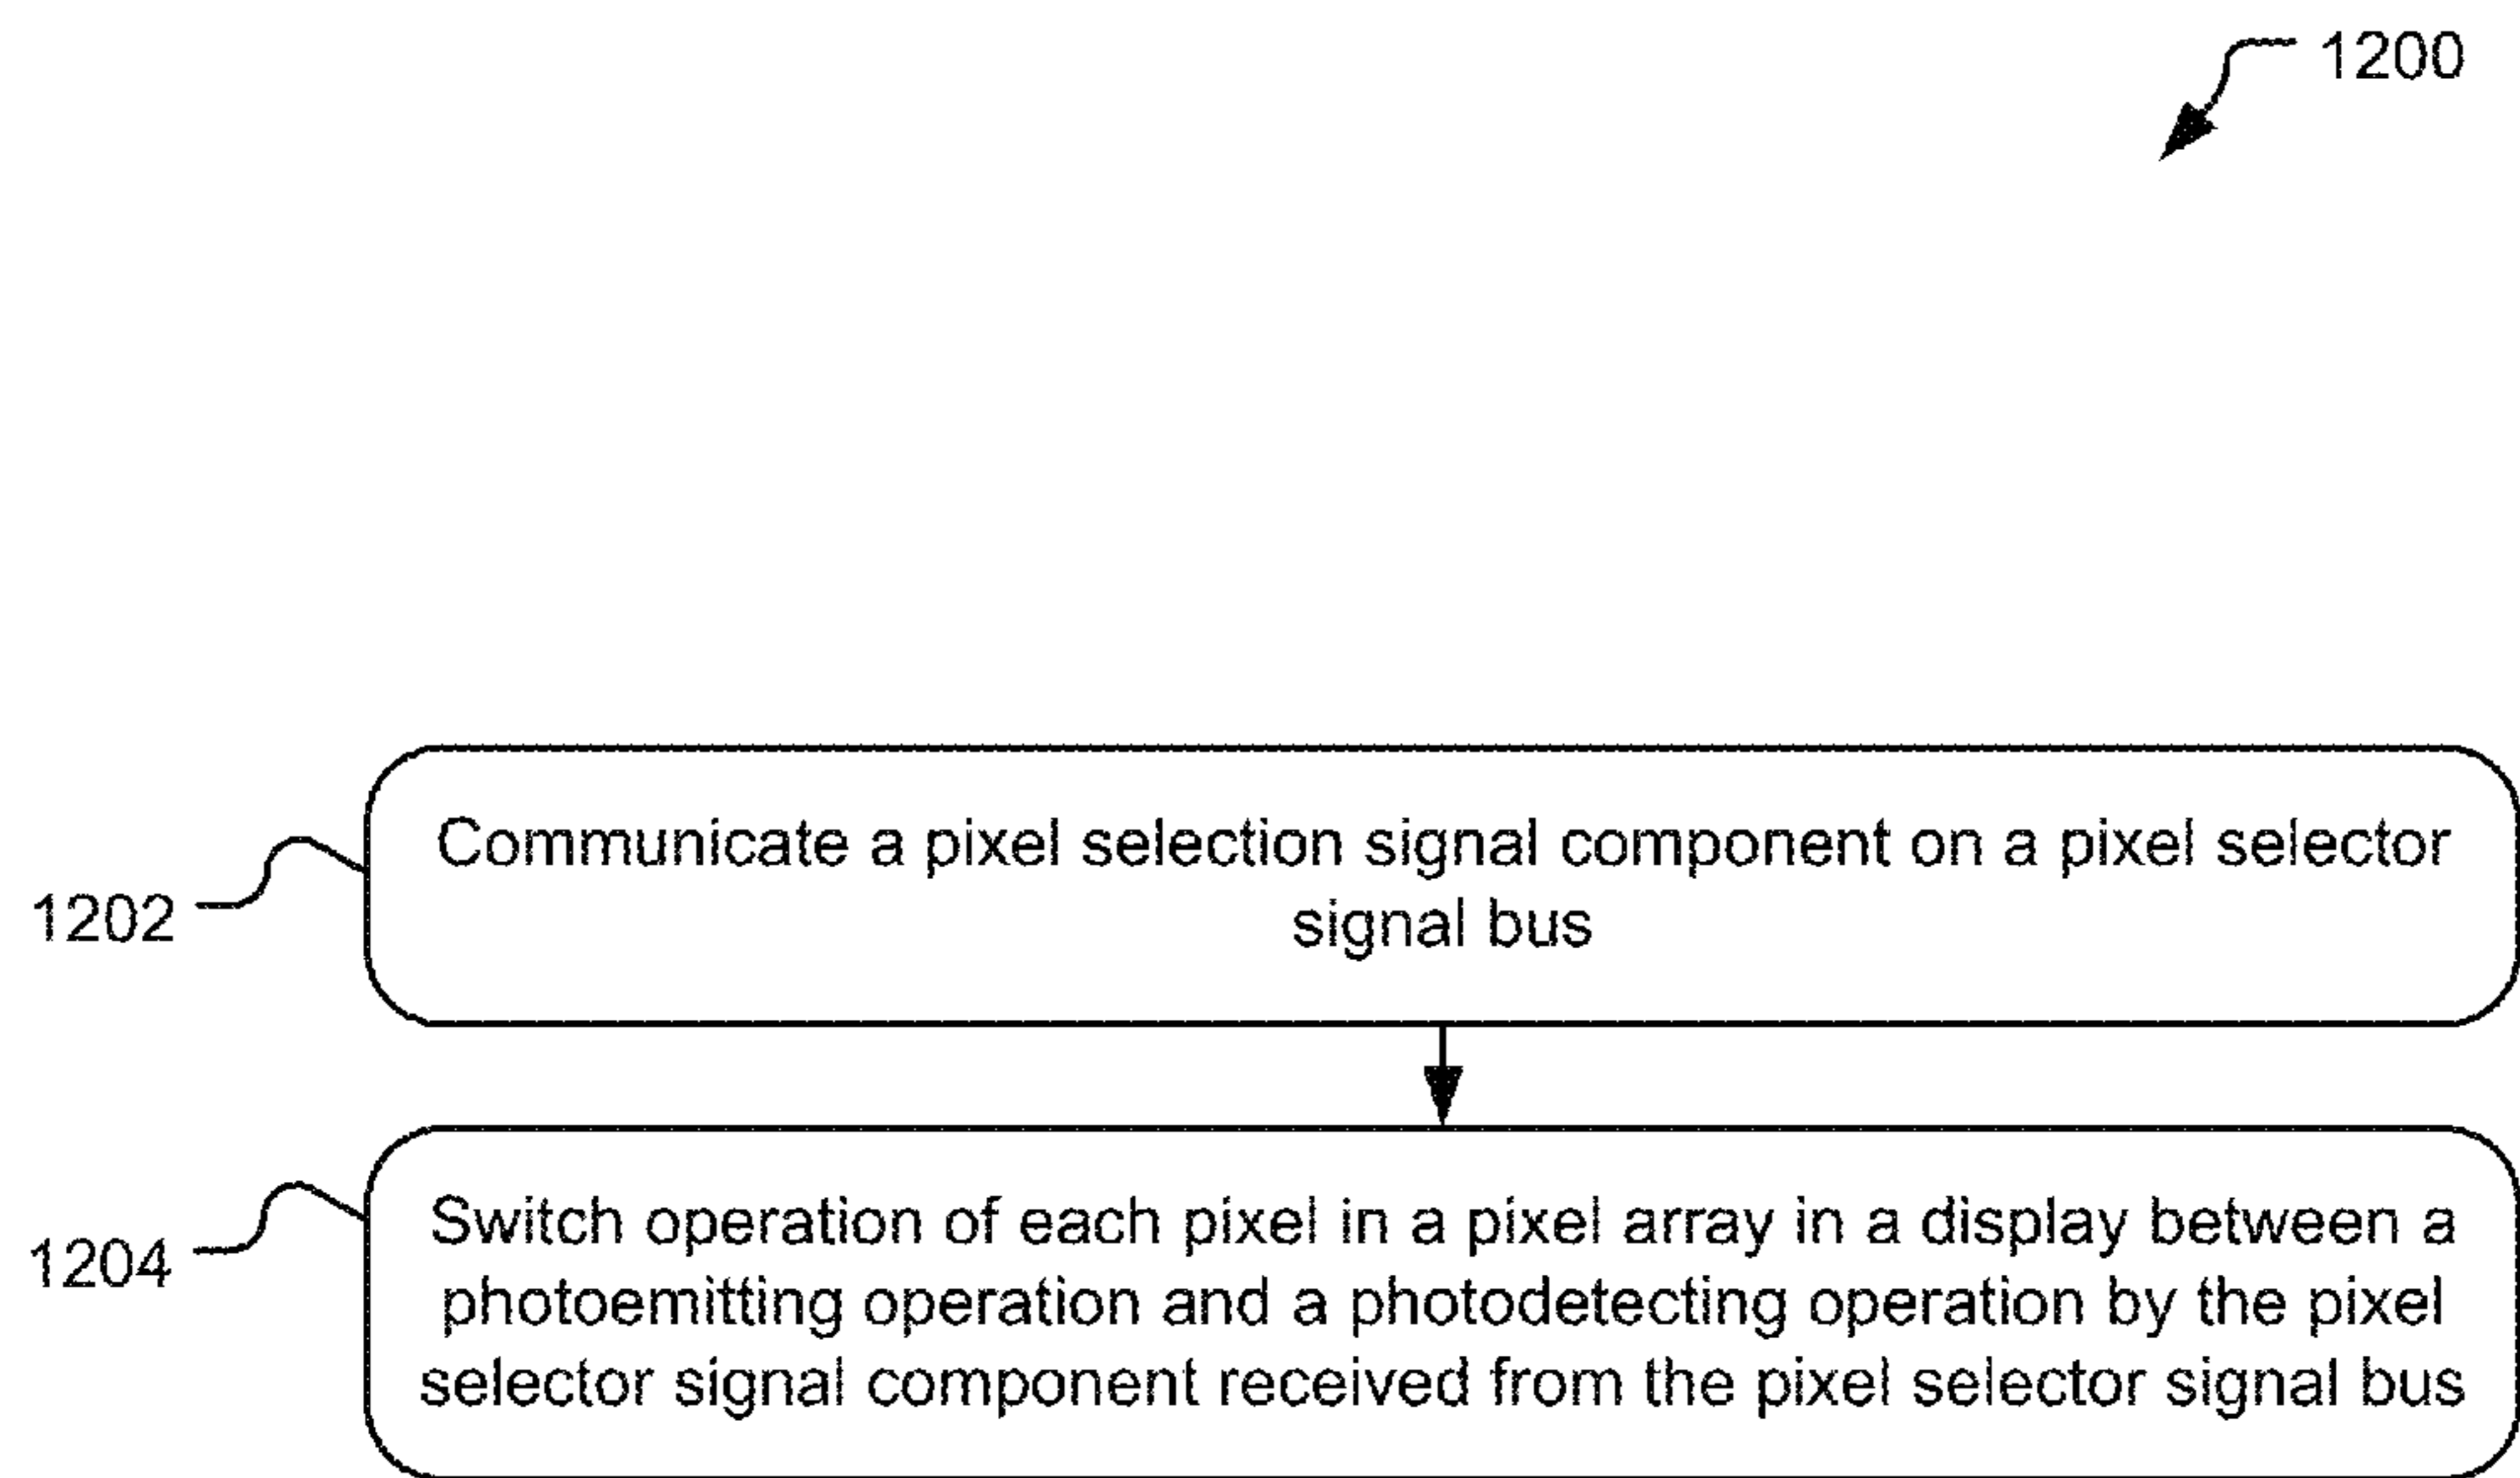 1200
Communicate a pixel selection signal component on a pixel selector
signal bus
1202
Switch operation of each pixel in a pixel array in a display between a
photoemitting operation and a photodetecting operation by the pixel
selector signal component received from the pixel selector signal bus
1204